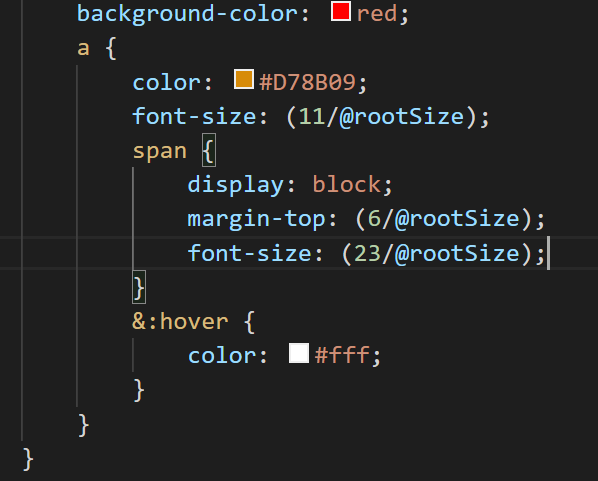 background-color: red;
a {
color: #D78B09;
font-size: (11/@rootSize);
span {
display: block;
margin-top: (6/@rootSize);
font-size: (23/@rootSize);
}
&:hover {
color: #fff;
}
}
}